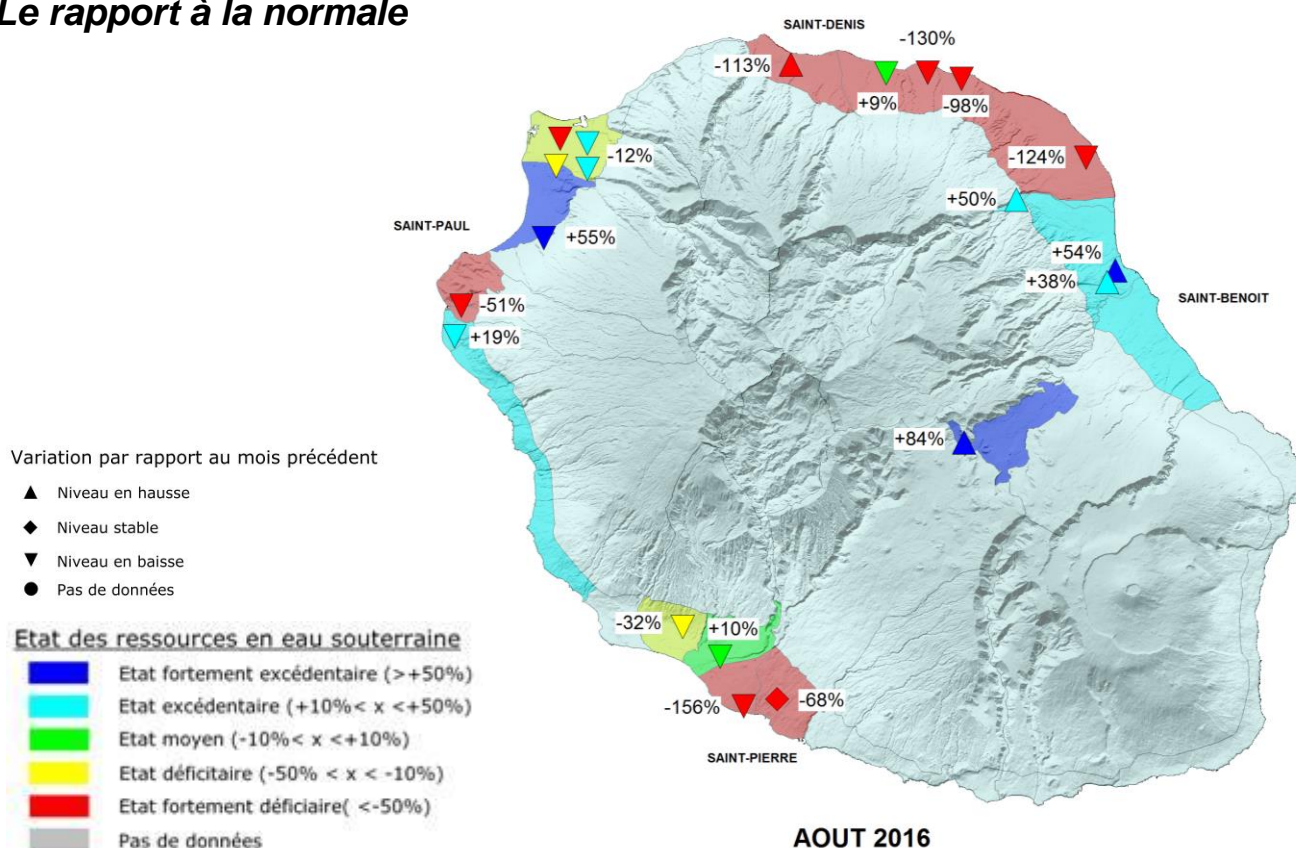 Le rapport à la normale
SAINT-DENIS
-130%
-113%
+9%
-98%
-12%
-124%
+50%
SAINT-PAUL
+55%
+54%
+38%
SAINT-BENOIT
-51%
+19%
+84%
Variation par rapport au mois précédent
Niveau en hausse
Niveau stable
Niveau en baisse
Pas de données
-32%
+10%
-156%
-68%
SAINT-PIERRE
Etat des ressources en eau souterraine
Etat fortement excédentaire (>+50%)
Etat excédentaire (+10%< x <+50%)
Etat moyen (-10%< x <+10%)
Etat déficitaire (-50% < x < -10%)
Etat fortement déficiaire( <-50%)
Pas de données
AOUT 2016